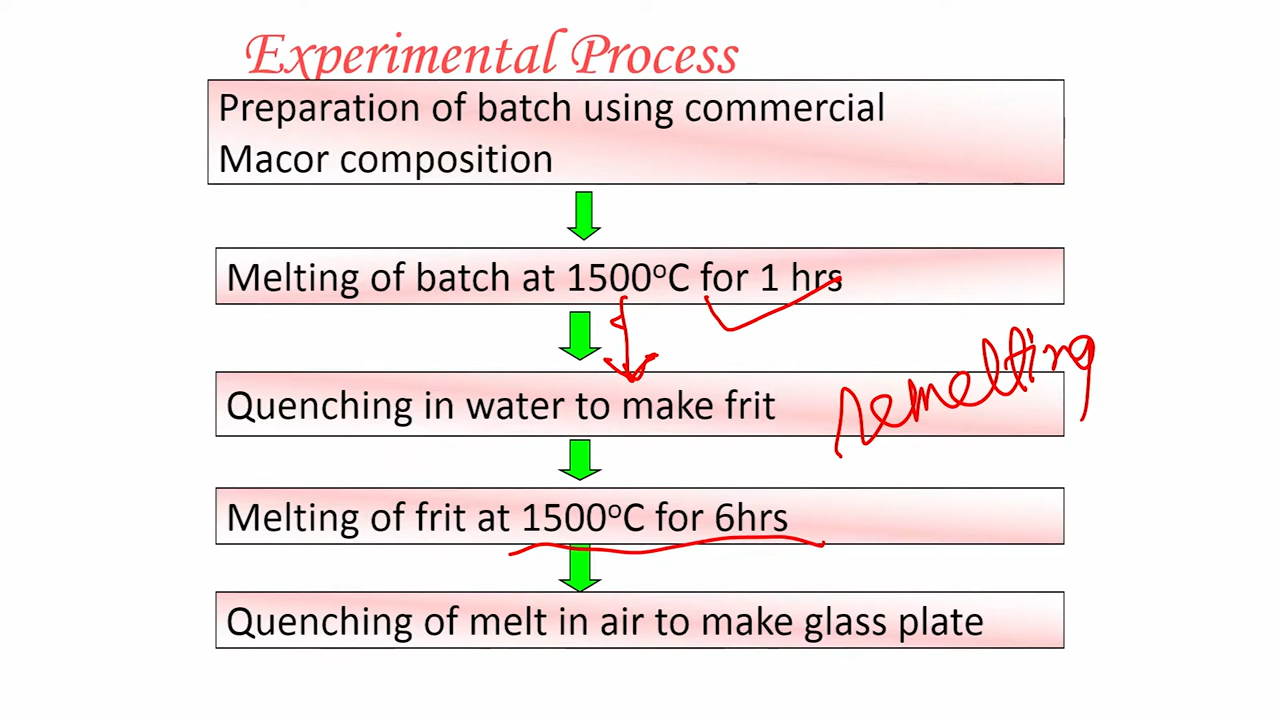 Experimental Process
Preparation of batch using commercial
Macor composition
Melting of batch at 1500°C for 1 hrs
Quenching in water to make frit
remelting
Melting of frit at 1500°C for 6hrs
Quenching of melt in air to make glass plate